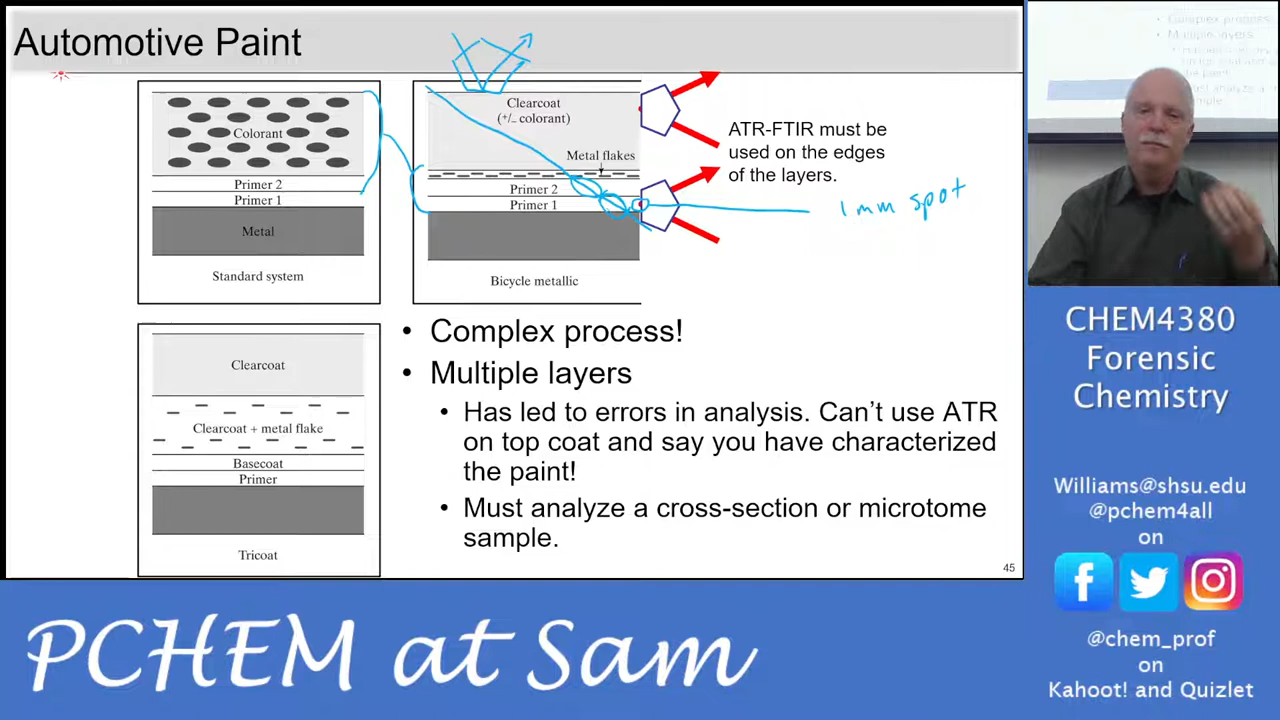 Automotive Paint
Colorant
Primer 2
Primer 1
Metal
Standard system
Clearcoat
(+/− colorant)
Metal flakes
Primer 2
Primer 1
Bicycle metallic
ATR-FTIR must be
used on the edges
of the layers.
1 mm spot
Clearcoat
Clearcoat + metal flake
Basecoat
Primer
Tricoat
• Complex process!
• Multiple layers
• Has led to errors in analysis. Can't use ATR
on top coat and say you have characterized
the paint!
• Must analyze a cross-section or microtome
sample.
45
• Complex process
• Multiple layers
CHEM4380
Forensic
Chemistry
Williams@shsu.edu
@pchem4all
on
@chem_prof
on
Kahoot! and Quizlet
PCHEM at Sam